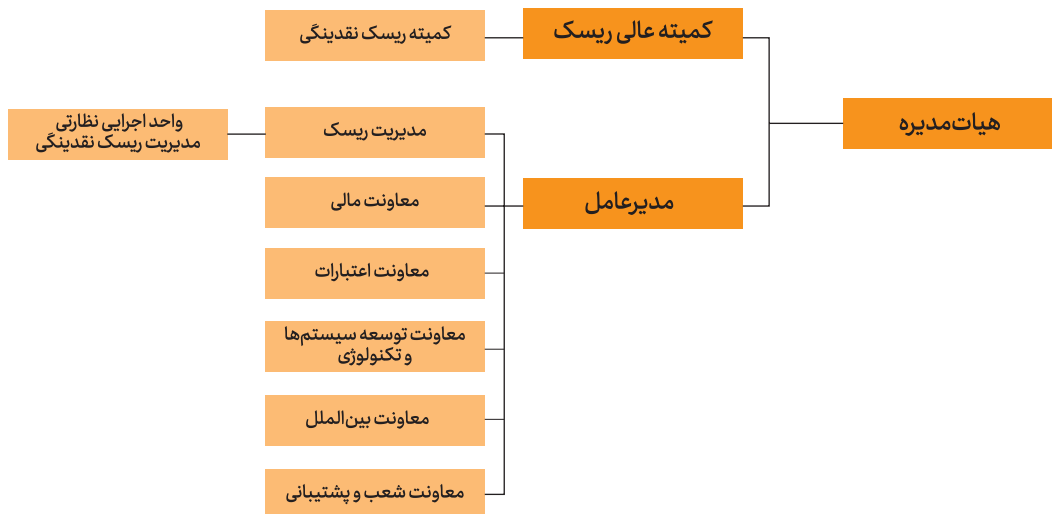 هیات‌مدیره
کمیته عالی ریسک
کمیته ریسک نقدینگی
مدیرعامل
مدیریت ریسک
واحد اجرایی نظارتی
مدیریت ریسک نقدینگی
معاونت مالی
معاونت اعتبارات
معاونت توسعه سیستم‌ها
و تکنولوژی
معاونت بین‌الملل
معاونت شعب و پشتیبانی